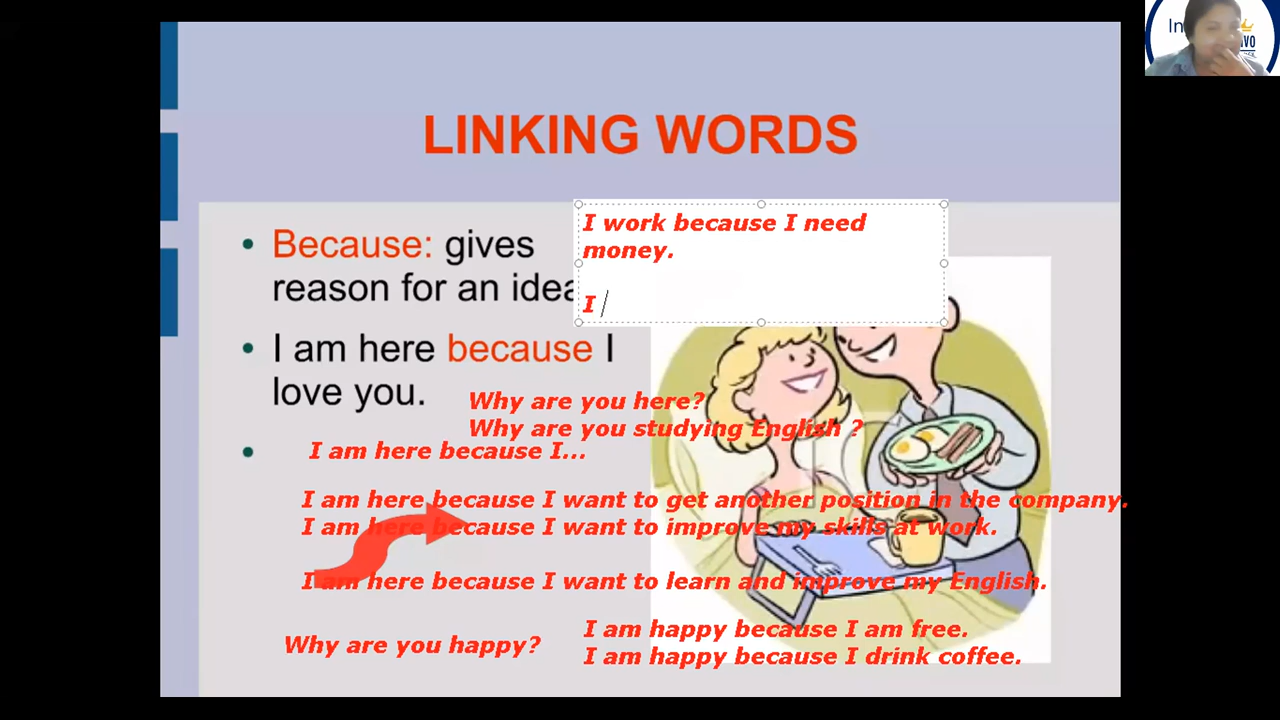 In
AVO
LINKING WORDS
I work because I need
money.
I
• Because: gives
reason for an idea
• I am here because I
love you.
Why are you here?
Why are you studying English ?
•
I am here because I...
I am here because I want to get another position in the company.
I am here because I want to improve my skills at work.
I am here because I want to learn and improve my English.
Why are you happy?
I am happy because I am free.
I am happy because I drink coffee.